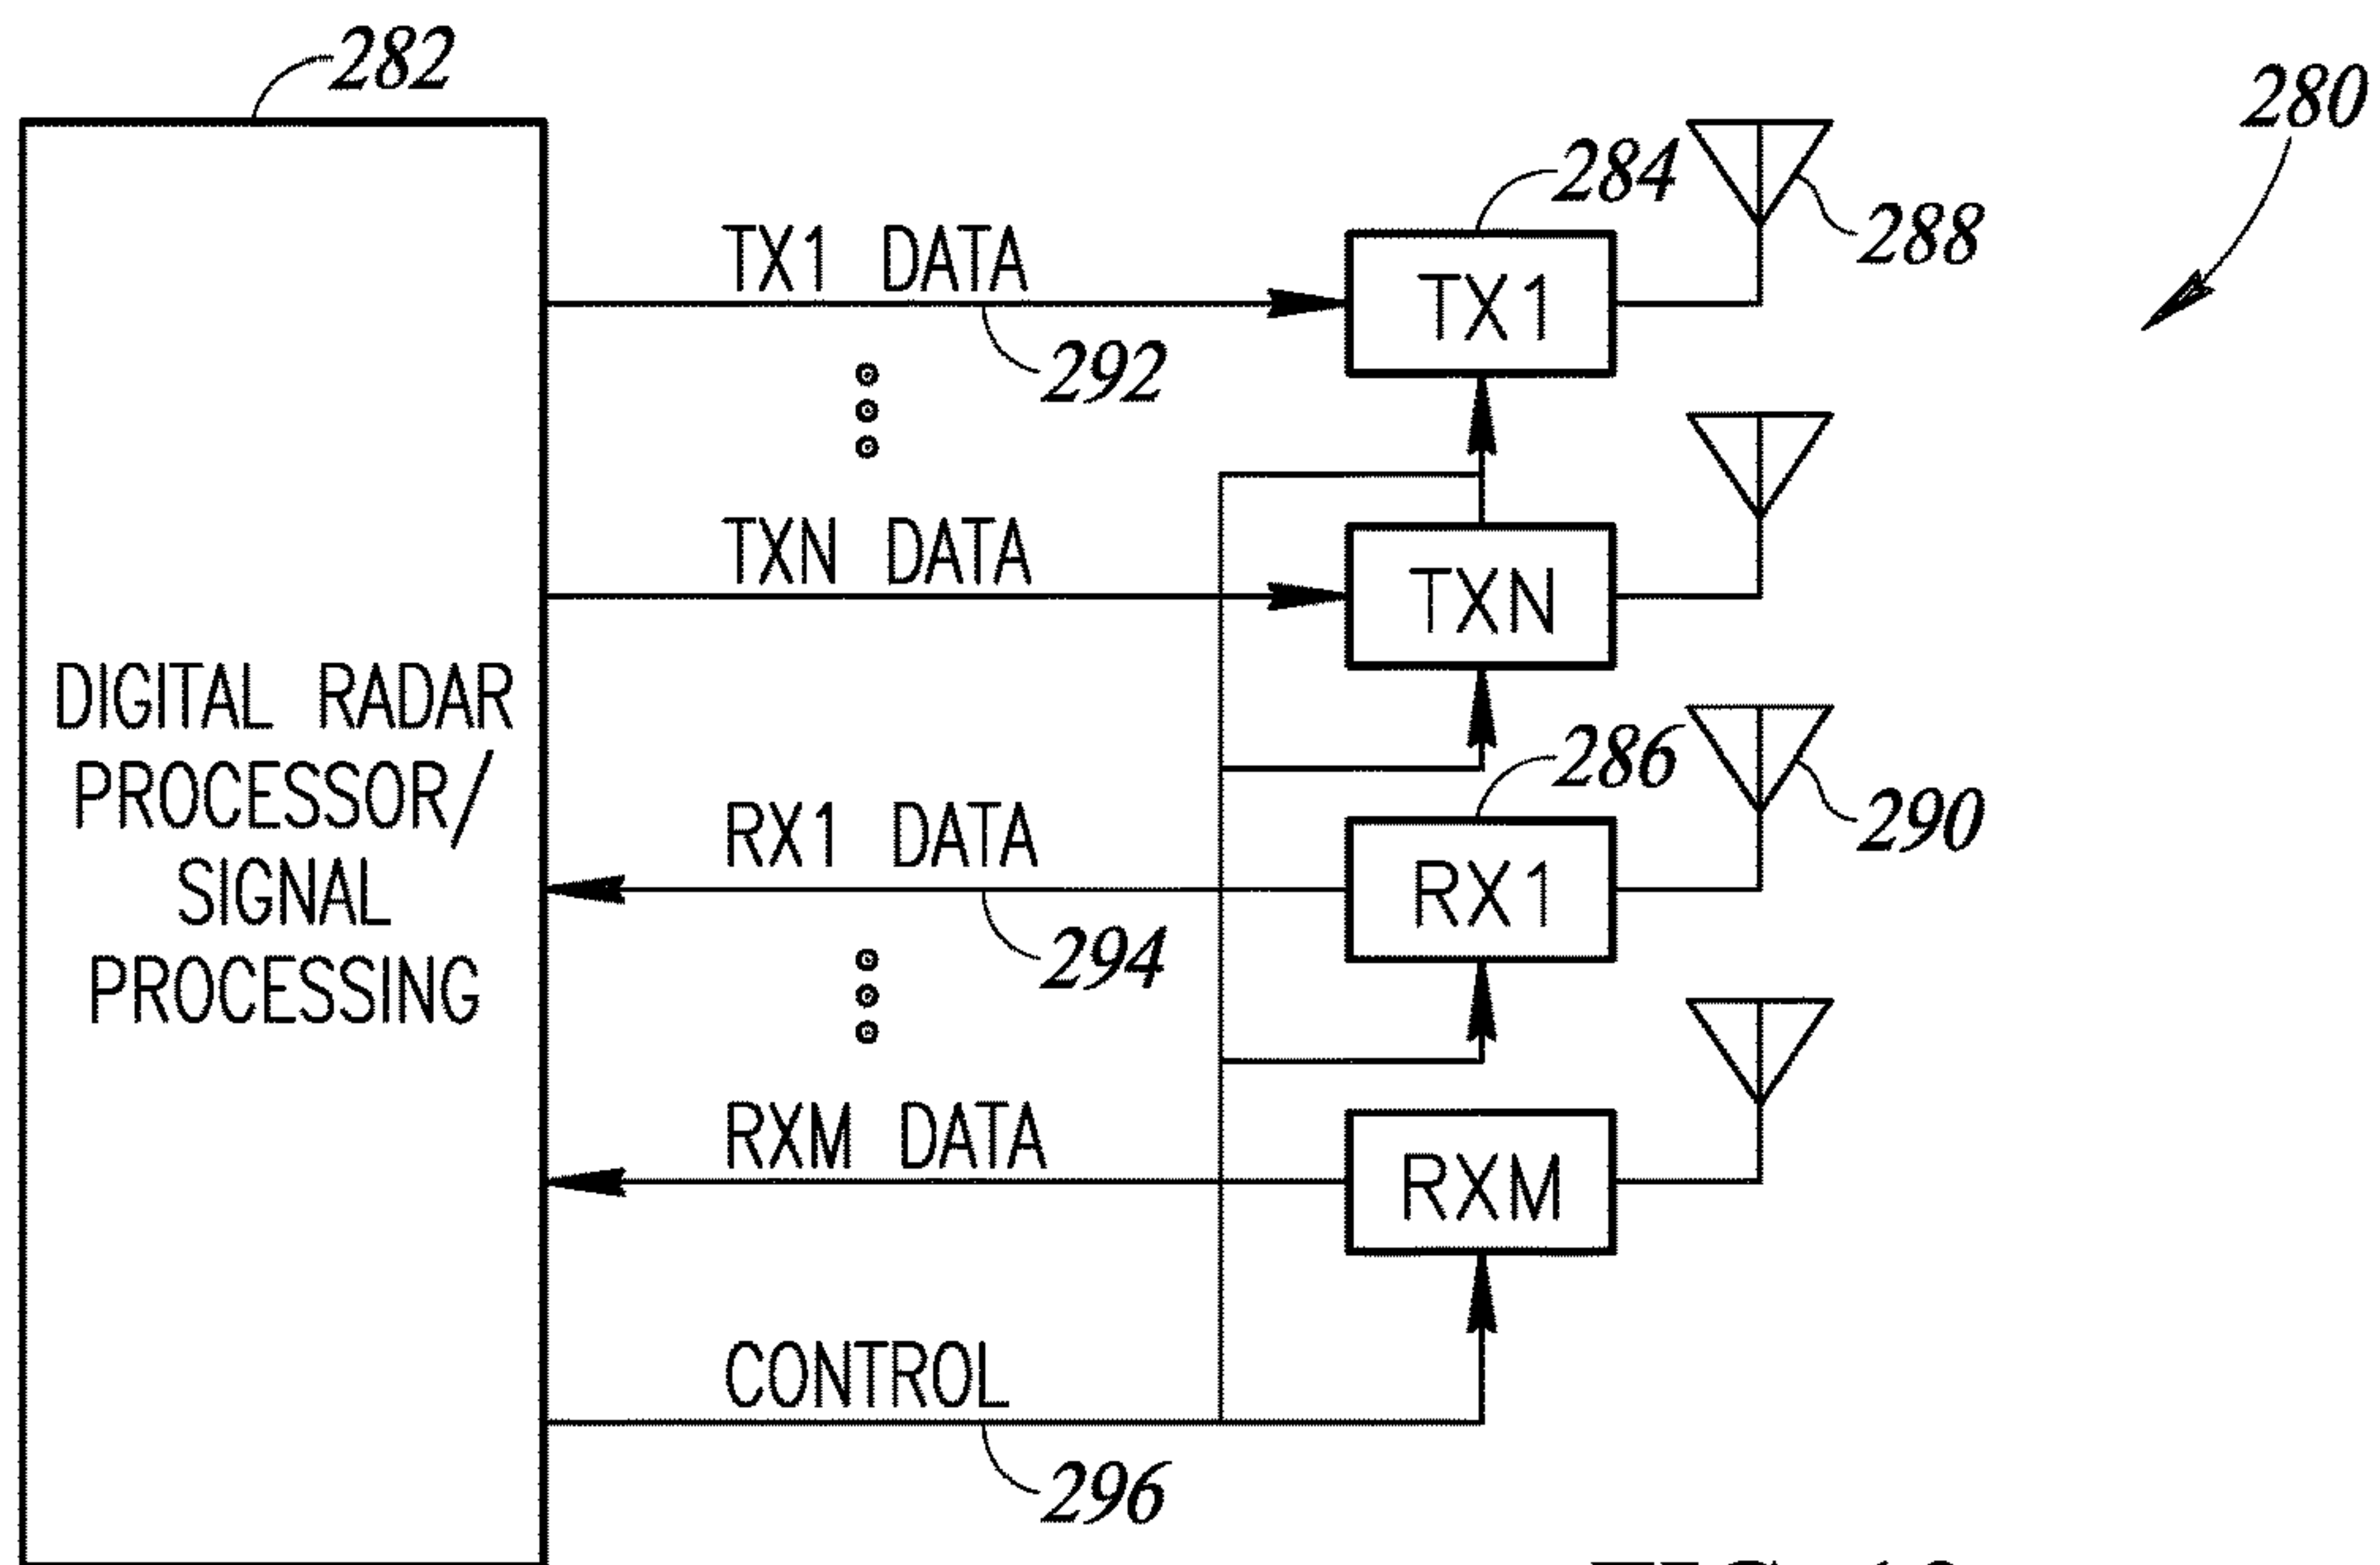 282
280
284
288
TX1 DATA
TX1
292
TXN DATA
TXN
DIGITAL RADAR
PROCESSOR/
SIGNAL
PROCESSING
286
290
RX1 DATA
RX1
294
RXM DATA
RXM
CONTROL
296